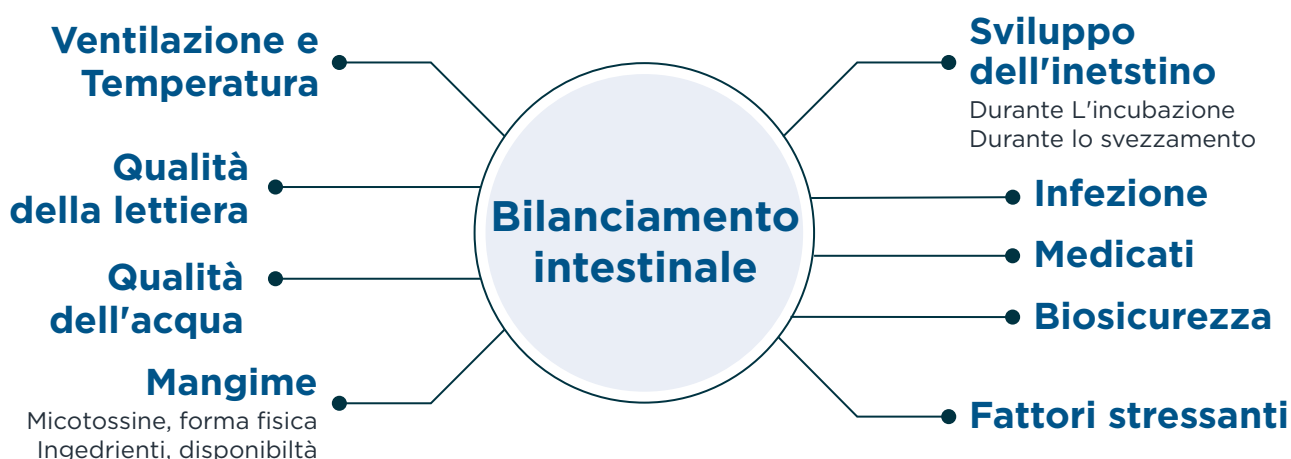 Ventilazione e
Temperatura
Qualità
della lettiera
Qualità
dell'acqua
Mangime
Micotossine, forma fisica
Ingedrienti, disponibiltà
Bilanciamento
intestinale
Sviluppo
dell'inetstino
Durante L'incubazione
Durante lo svezzamento
Infezione
Medicati
Biosicurezza
Fattori stressanti